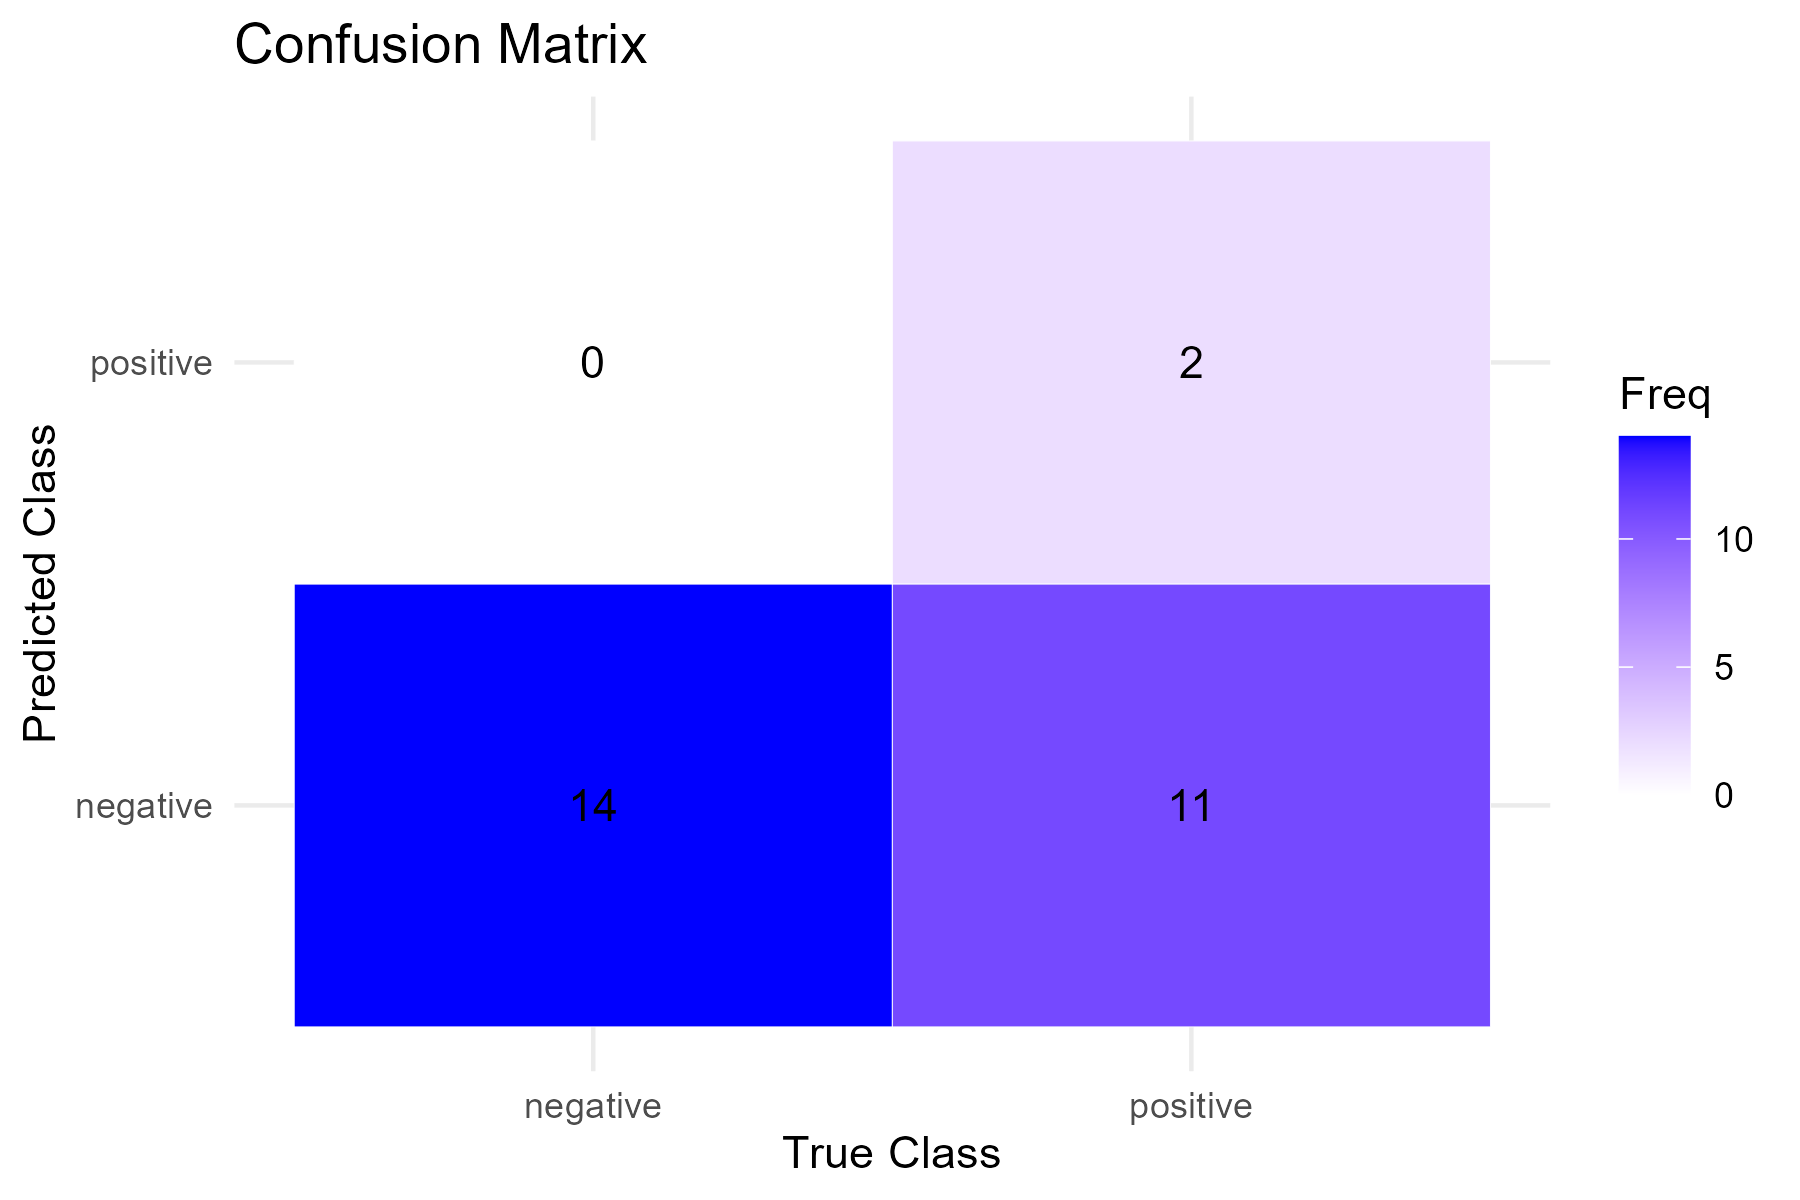 Confusion Matrix
Predicted Class
positive
negative
0
2
14
11
negative
positive
True Class
Freq
10
5
0